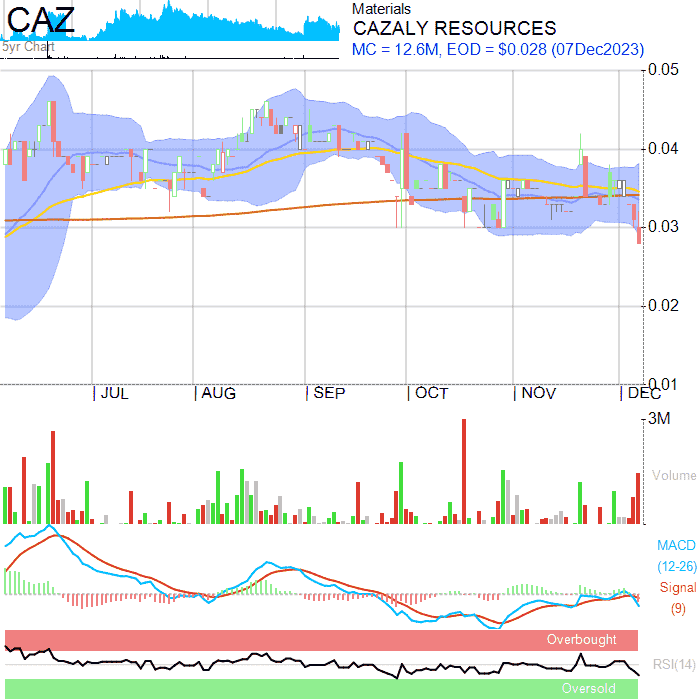 CAZ
5yr Chart
Materials
CAZALY RESOURCES
MC = 12.6M, EOD = $0.028 (07Dec2023)
0.05
0.04
0.03
0.02
0.01
JUL AUG SEP OCT NOV DEC
3M
Volume
MACD
(12-26)
Signal
(9)
Overbought
RSI(14)
Oversold